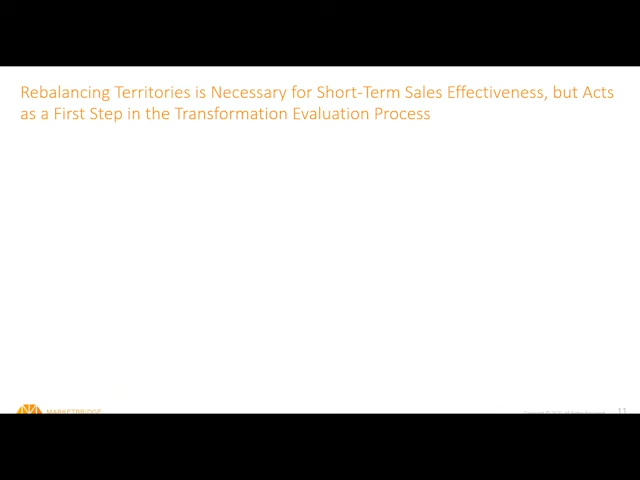 Rebalancing Territories is Necessary for Short-Term Sales Effectiveness, but Acts
as a First Step in the Transformation Evaluation Process
MARKETBRIDGE
11